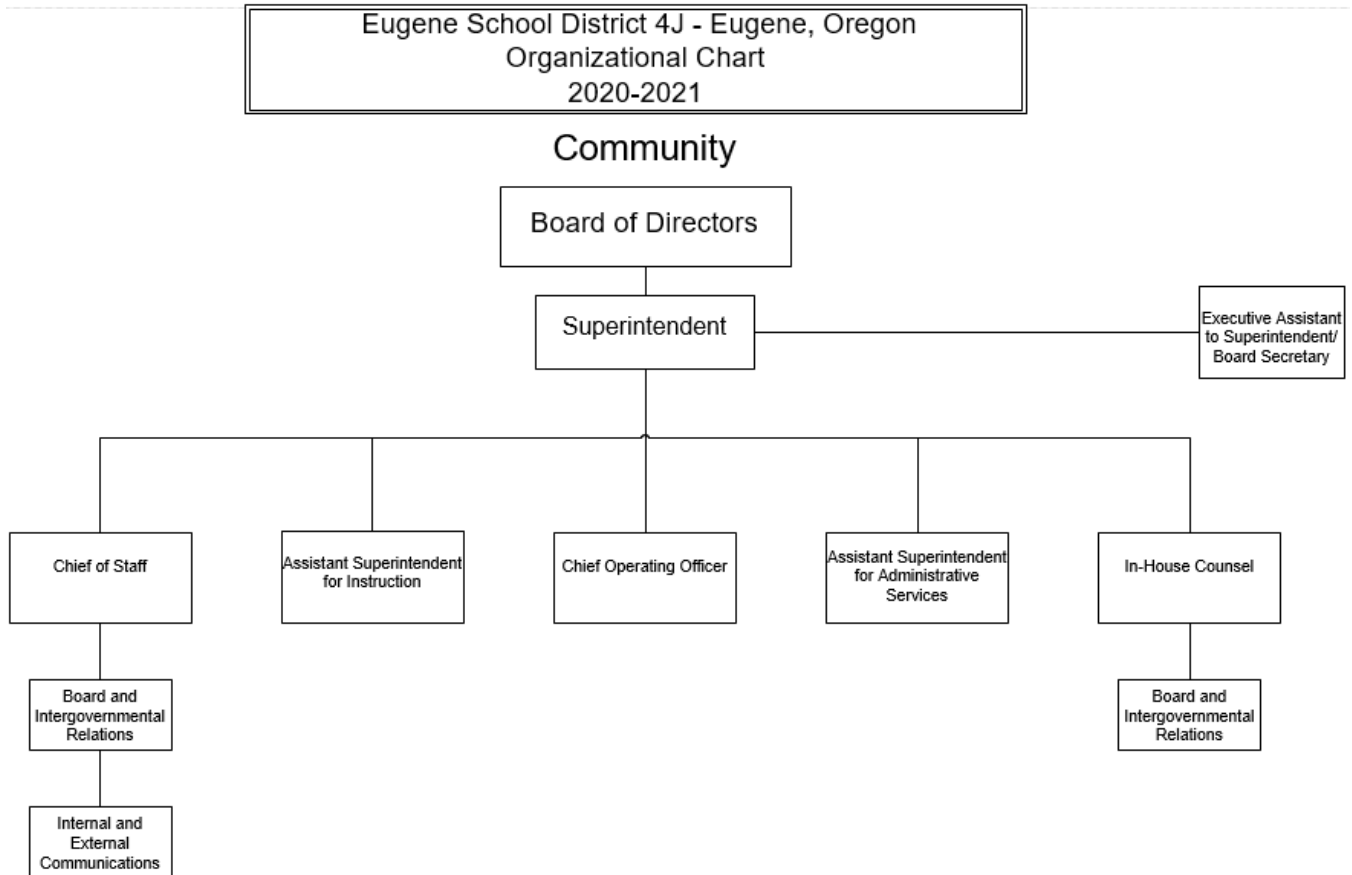 Eugene School District 4J - Eugene, Oregon
Organizational Chart
2020-2021
Community
Board of Directors
Superintendent
Executive Assistant
to Superintendent/
Board Secretary
Chief of Staff
Assistant Superintendent
for Instruction
Chief Operating Officer
Assistant Superintendent
for Administrative
Services
In-House Counsel
Board and
Intergovernmental
Relations
Board and
Intergovernmental
Relations
Internal and
External
Communications